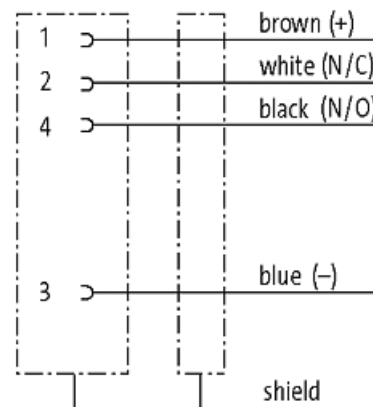 1 brown (+)
2 white (N/C)
4 black (N/O)
3 blue (–)
shield